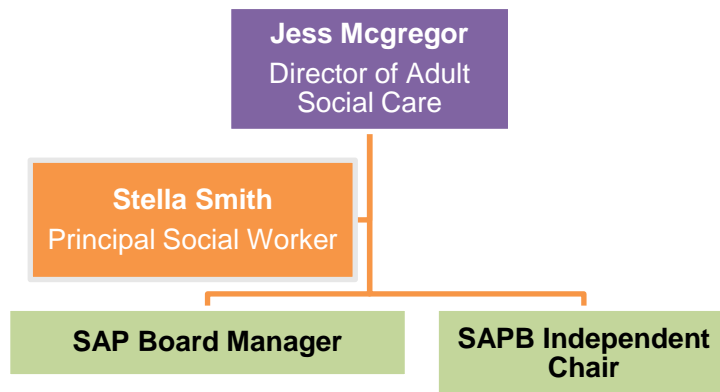 Jess Mcgregor
Director of Adult
Social Care
Stella Smith
Principal Social Worker
SAP Board Manager
SAPB Independent
Chair